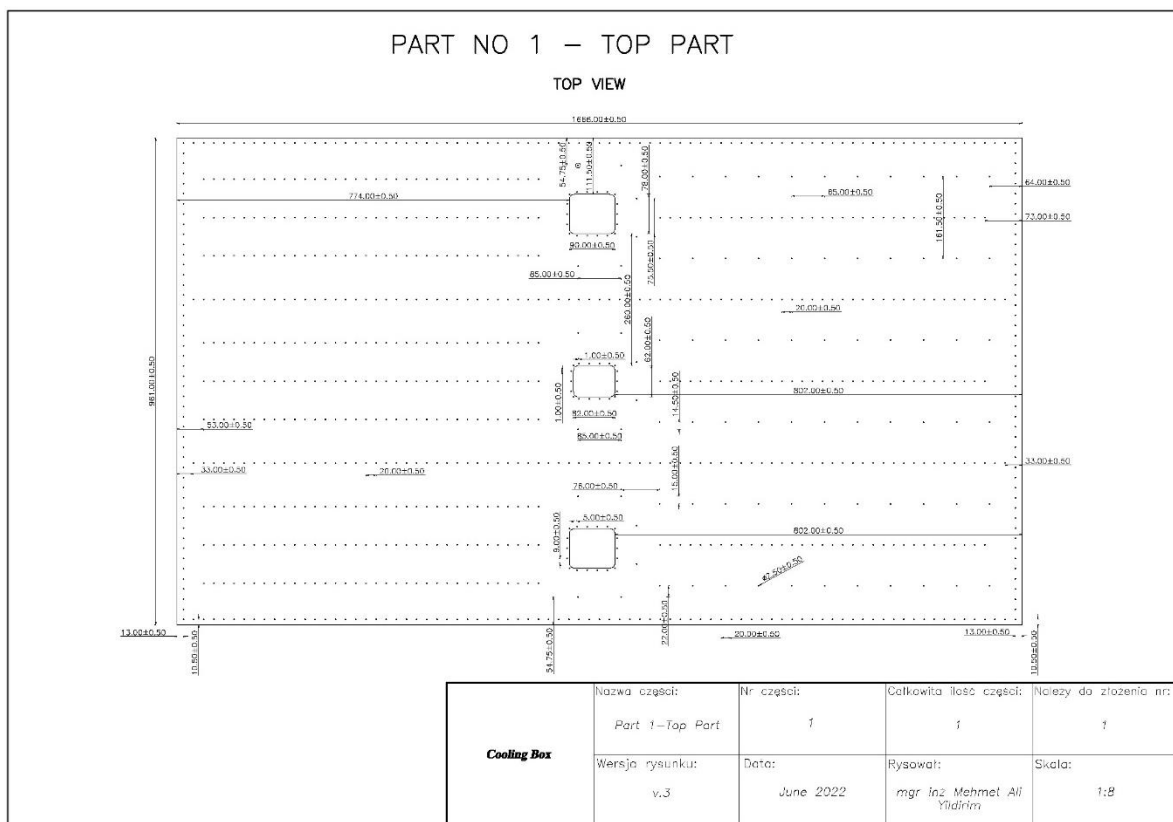 PART NO 1 – TOP PART
TOP VIEW
1686.00±0.50
54.75±0.50
111.50±0.50
78.00±0.50
64.00±0.50
774.00±0.50
85.00±0.50
161.50±0.50
73.00±0.50
90.00±0.50
75.50±0.50
85.00±0.50
260.00±0.50
20.00±0.50
62.00±0.50
1.00±0.50
961.00±0.50
1.00±0.50
14.50±0.50
802.00±0.50
82.00±0.50
53.00±0.50
85.00±0.50
33.00±0.50
20.00±0.50
15.00±0.50
33.00±0.50
76.00±0.50
5.00±0.50
9.00±0.50
802.00±0.50
22.00±0.50
13.00±0.50
10.50±0.50
54.75±0.50
20.00±0.50
13.00±0.50
10.50±0.50
Cooling Box
Nazwa części:
Part 1–Top Part
Nr części:
1
Całkowita ilość części:
1
Należy do złożenia nr:
1
Wersja rysunku:
v.3
Data:
June 2022
Rysował:
mgr inż Mehmet Ali
Yildirim
Skala:
1:8